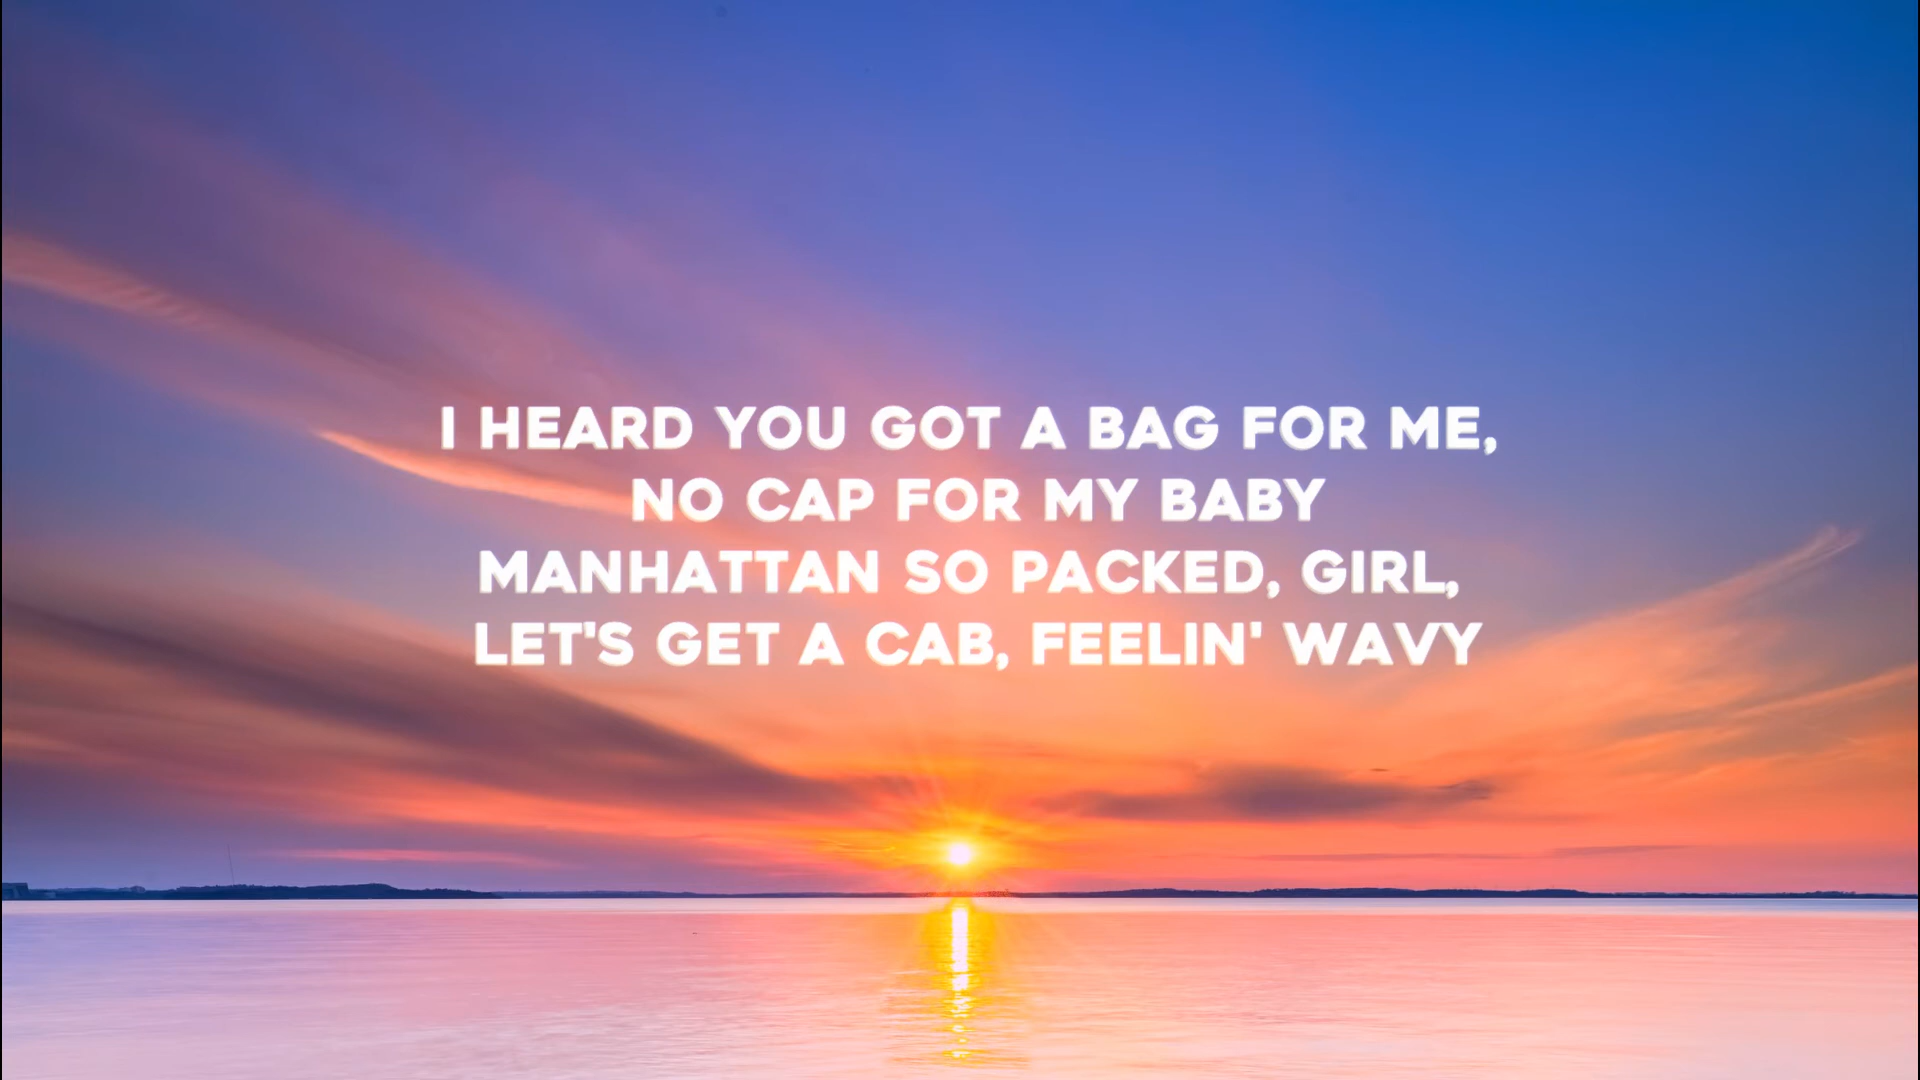 I HEARD YOU GOT A BAG FOR ME,
NO CAP FOR MY BABY
MANHATTAN SO PACKED, GIRL,
LET'S GET A CAB, FEELIN' WAVY